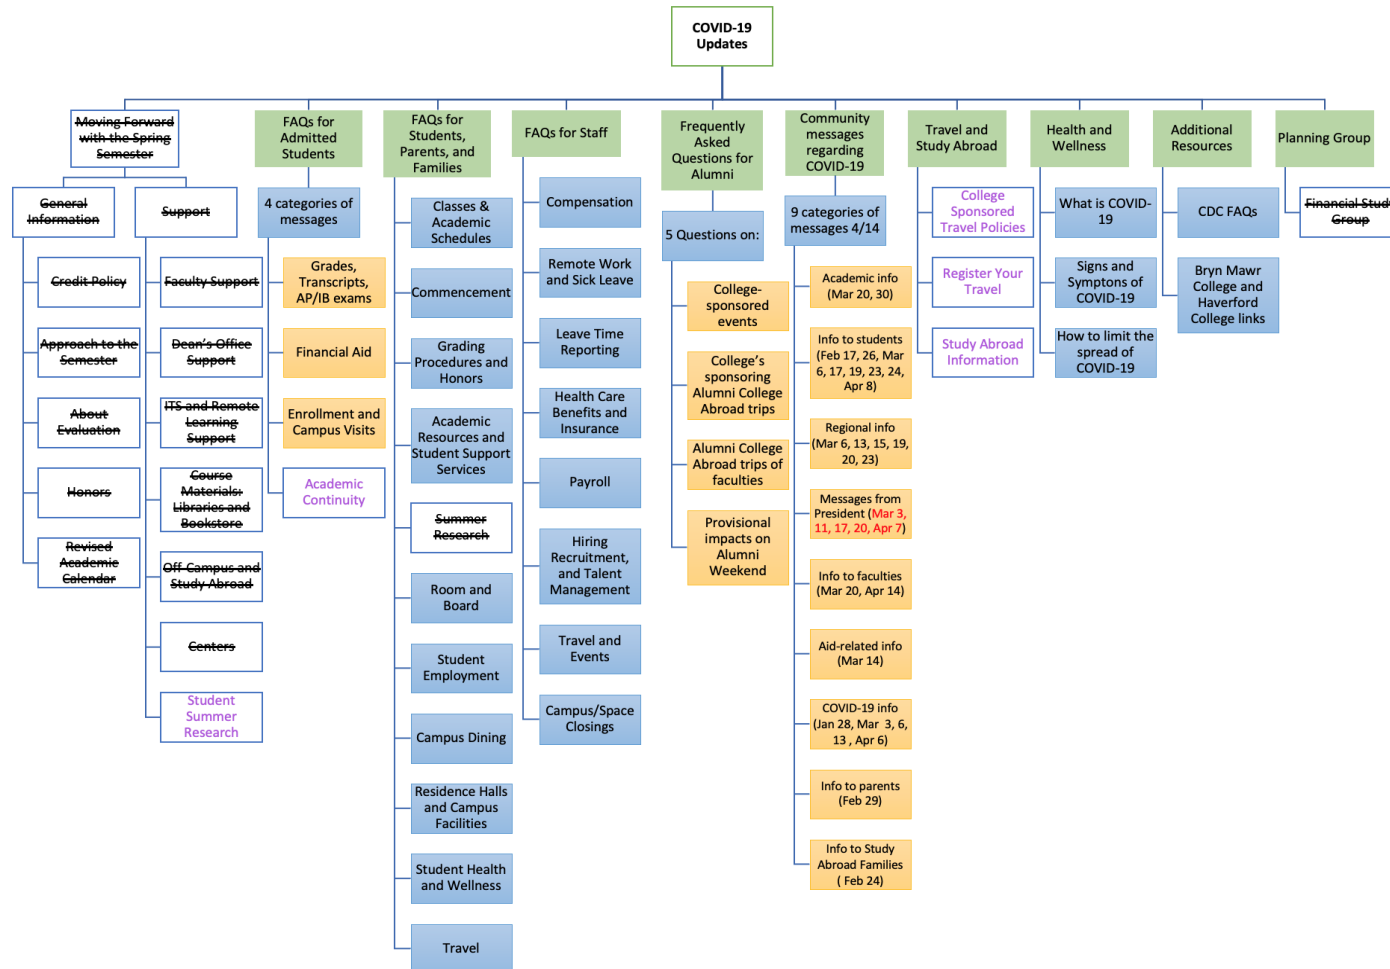 COVID-19
Updates
Moving Forward
with the Spring
Semester
General
Information
Credit Policy
Approach to the
Semester
About
Evaluation
Honors
Revised
Academic
Calendar
Support
Faculty Support
Dean's Office
Support
ITS and Remote
Learning
Support
Course
Materials:
Libraries and
Bookstore
Off-Campus and
Study Abroad
Centers
Student
Summer
Research
FAQs for
Admitted
Students
4 categories of
messages
Grades,
Transcripts,
AP/IB exams
Financial Aid
Enrollment and
Campus Visits
Academic
Continuity
FAQs for
Students,
Parents, and
Families
Classes &
Academic
Schedules
Commencement
Grading
Procedures and
Honors
Academic
Resources and
Student Support
Services
Summer
Research
Room and
Board
Student
Employment
Campus Dining
Residence Halls
and Campus
Facilities
Student Health
and Wellness
Travel
FAQs for Staff
Compensation
Remote Work
and Sick Leave
Leave Time
Reporting
Health Care
Benefits and
Insurance
Payroll
Hiring
Recruitment,
and Talent
Management
Travel and
Events
Campus/Space
Closings
Frequently
Asked
Questions for
Alumni
5 Questions on:
College-
sponsored
events
College's
sponsoring
Alumni College
Abroad trips
Alumni College
Abroad trips of
faculties
Provisional
impacts on
Alumni
Weekend
Community
messages
regarding
COVID-19
9 categories of
messages 4/14
Academic info
(Mar 20, 30)
Info to students
(Feb 17, 26, Mar
6, 17, 19, 23, 24,
Apr 8)
Regional info
(Mar 6, 13, 15, 19,
20, 23)
Messages from
President (Mar 3,
11, 17, 20, Apr 7)
Info to faculties
(Mar 20, Apr 14)
Aid-related info
(Mar 14)
COVID-19 info
(Jan 28, Mar 3, 6,
13 , Apr 6)
Info to parents
(Feb 29)
Info to Study
Abroad Families
( Feb 24)
Travel and
Study Abroad
College
Sponsored
Travel Policies
Register Your
Travel
Study Abroad
Information
Health and
Wellness
What is COVID-
19
Signs and
Symptons of
COVID-19
How to limit the
spread of
COVID-19
Additional
Resources
CDC FAQs
Bryn Mawr
College and
Haverford
College links
Planning Group
Financial Study
Group